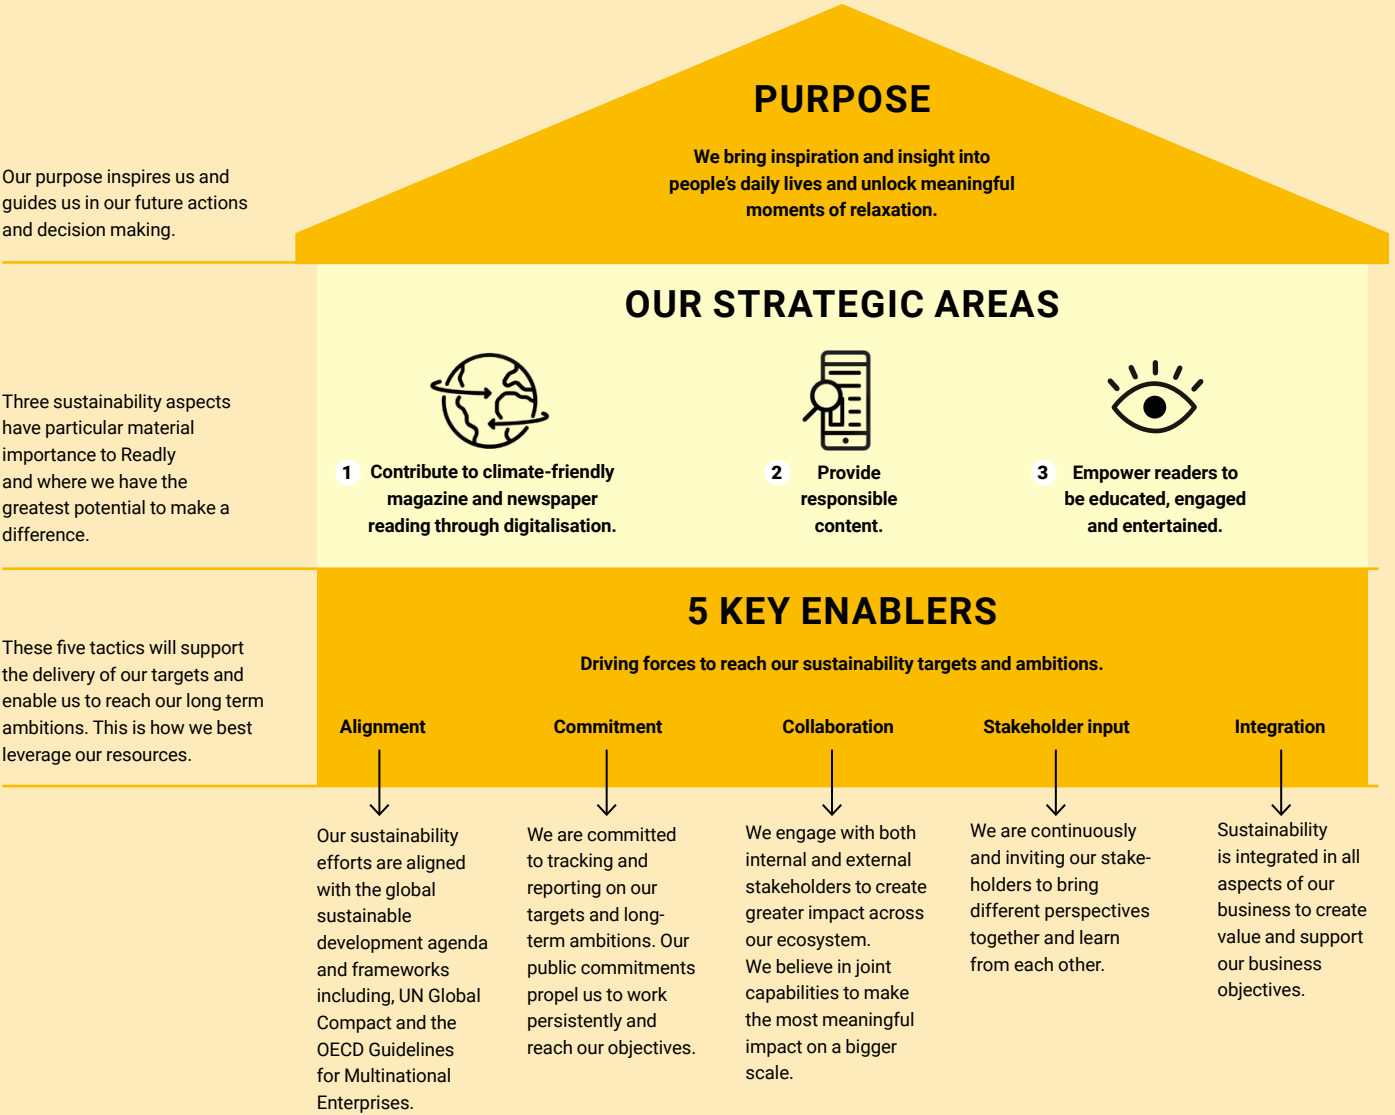 PURPOSE
We bring inspiration and insight into
people's daily lives and unlock meaningful
moments of relaxation.
Our purpose inspires us and
guides us in our future actions
and decision making.
OUR STRATEGIC AREAS
Three sustainability aspects
have particular material
importance to Readly
and where we have the
greatest potential to make a
difference.
1 Contribute to climate-friendly
magazine and newspaper
reading through digitalisation.
2 Provide
responsible
content.
3 Empower readers to
be educated, engaged
and entertained.
5 KEY ENABLERS
Driving forces to reach our sustainability targets and ambitions.
These five tactics will support
the delivery of our targets and
enable us to reach our long term
ambitions. This is how we best
leverage our resources.
Alignment
Our sustainability
efforts are aligned
with the global
sustainable
development agenda
and frameworks
including, UN Global
Compact and the
OECD Guidelines
for Multinational
Enterprises.
Commitment
We are committed
to tracking and
reporting on our
targets and long-
term ambitions. Our
public commitments
propel us to work
persistently and
reach our objectives.
Collaboration
We engage with both
internal and external
stakeholders to create
greater impact across
our ecosystem.
We believe in joint
capabilities to make
the most meaningful
impact on a bigger
scale.
Stakeholder input
We are continuously
and inviting our stake-
holders to bring
different perspectives
together and learn
from each other.
Integration
Sustainability
is integrated in all
aspects of our
business to create
value and support
our business
objectives.